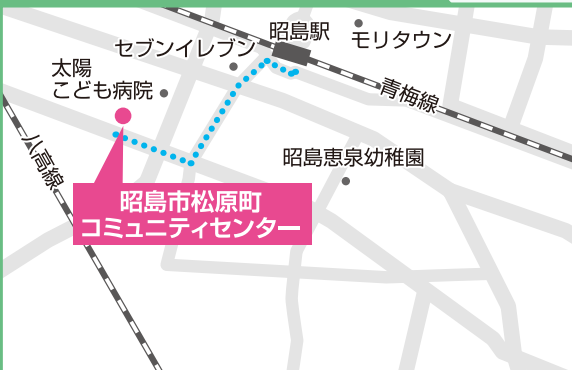 昭島駅
モリタウン
セブンイレブン
太陽
こども病院
青梅線
八高線
昭島恵泉幼稚園
昭島市松原町
コミュニティセンター